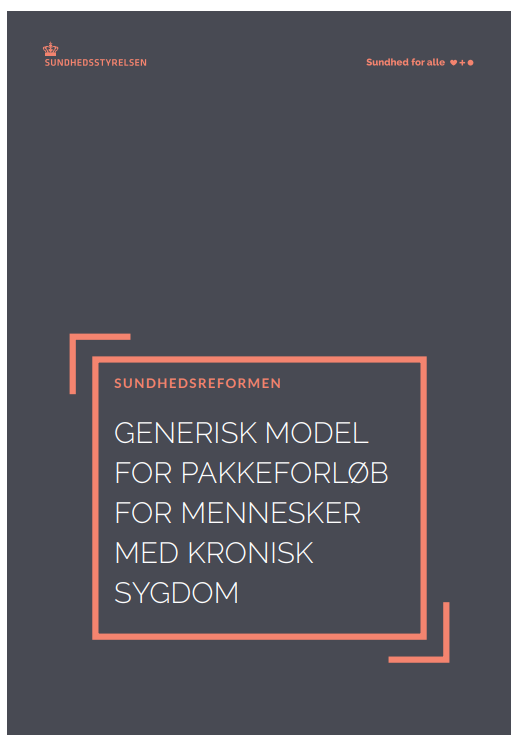 SUNDHEDSSTYRELSEN
Sundhed for alle
SUNDHEDSREFORMEN
GENERISK MODEL
FOR PAKKEFORLØB
FOR MENNESKER
MED KRONISK
SYGDOM